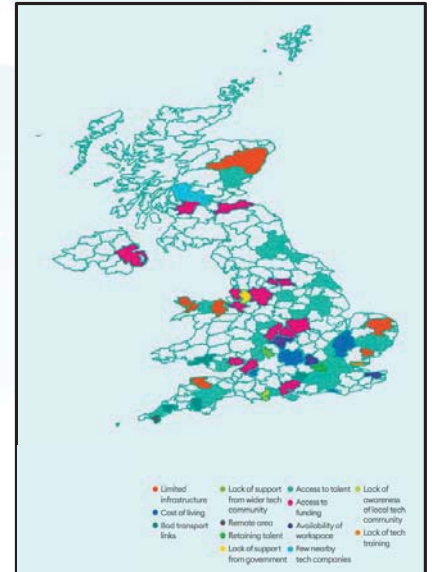 Limited
infrastructure
Cost of living
Bad transport
links
Lack of support
from wider tech
community
Remote area
Retaining talent
Lack of support
from government
Access to talent
Access to
funding
Availability of
workspace
Few nearby
tech companies
Lack of
awareness
of local tech
community
Lack of tech
training